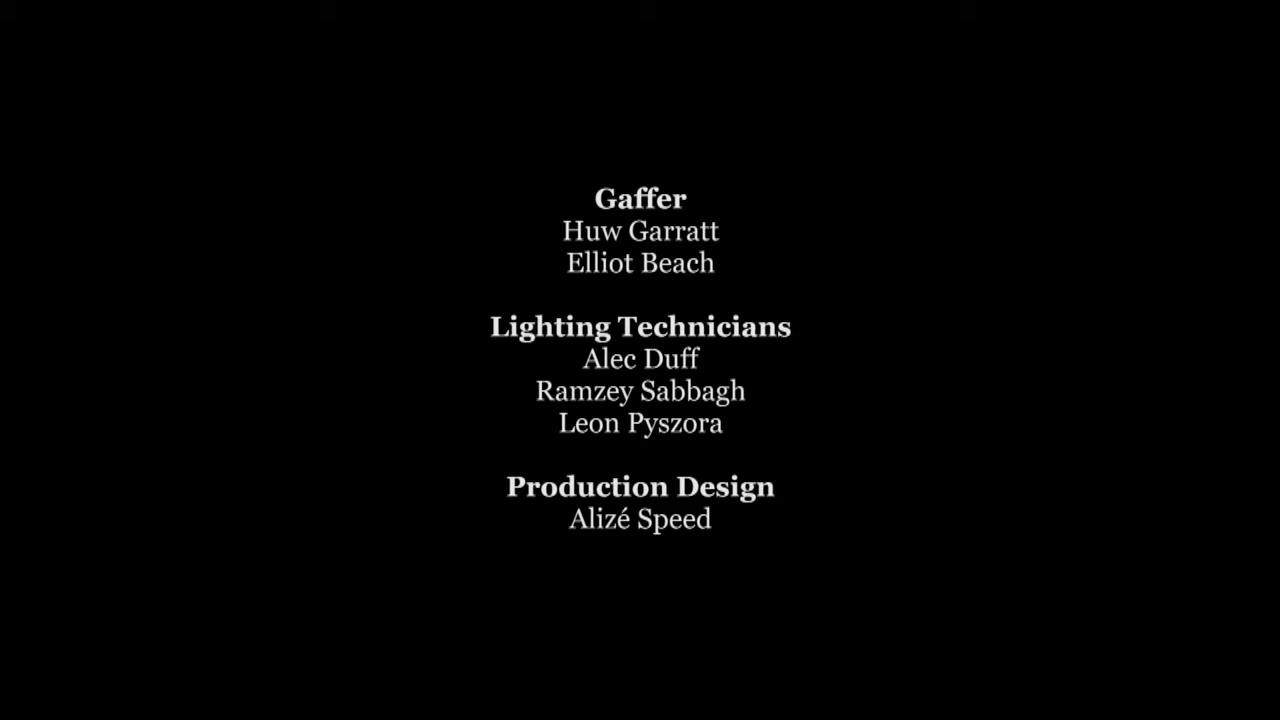 Gaffer
Huw Garratt
Elliot Beach
Lighting Technicians
Alec Duff
Ramzey Sabbagh
Leon Pyszora
Production Design
Alizé Speed